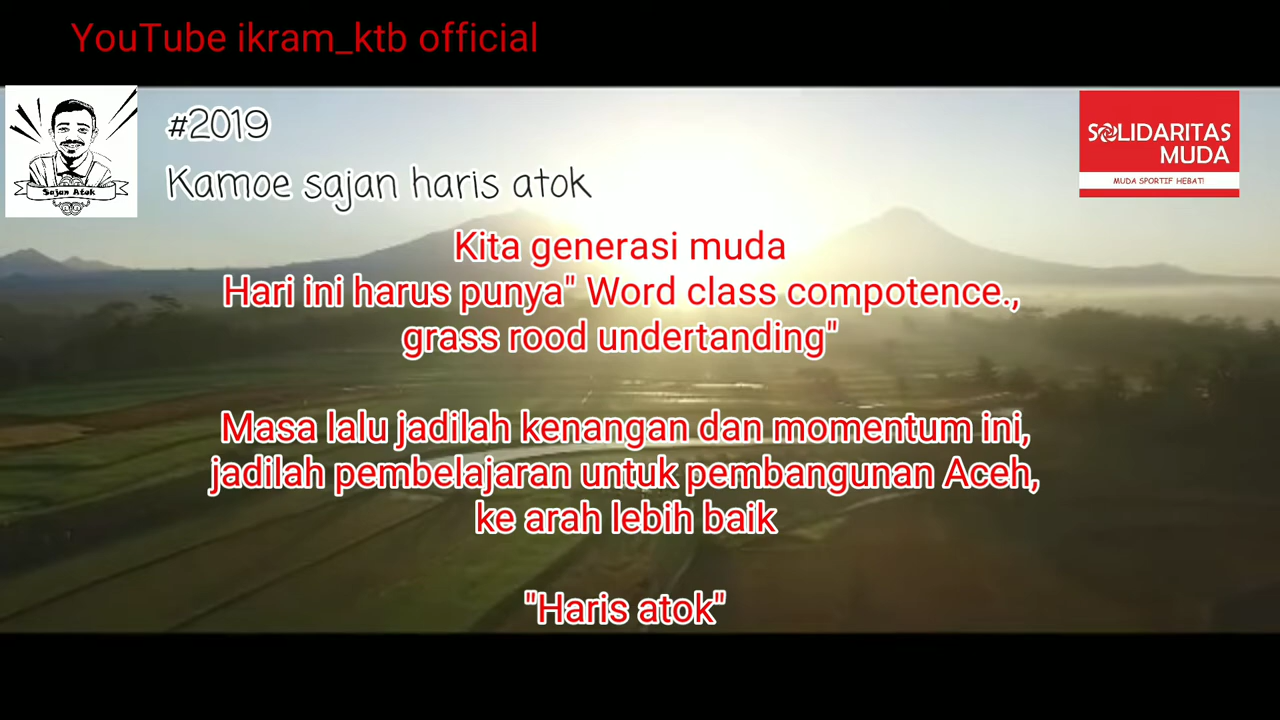 YouTube ikram_ktb official
#2019
Kamoe sajan haris atok
Sajan Atok
SOLIDARITAS
MUDA
MUDA SPORTIF HEBAT!
Kita generasi muda
Hari ini harus punya" Word class compotence.,
grass rood undertanding"
Masa lalu jadilah kenangan dan momentum ini,
jadilah pembelajaran untuk pembangunan Aceh,
ke arah lebih baik
"Haris atok"